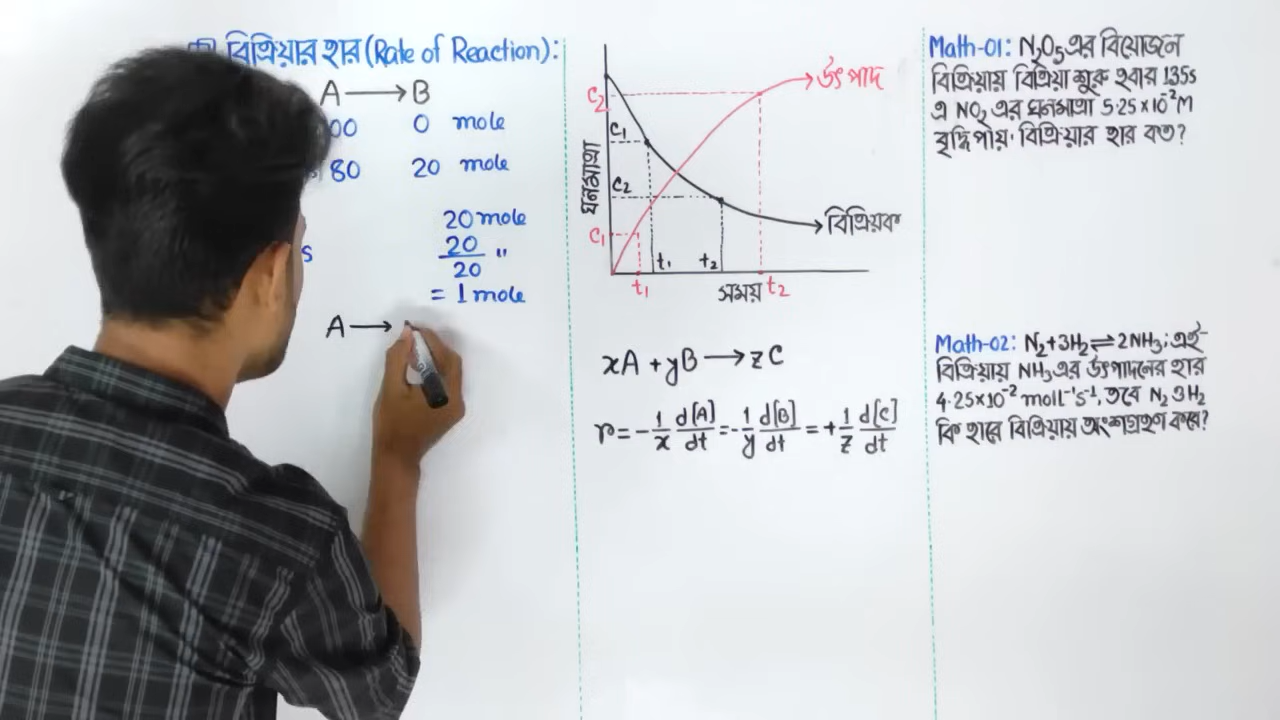 বিক্রিয়ার হার (Rate of Reaction):
A → B
00 0 mole
80 20 mole
20 mole
s 20/20 "
= 1 mole
A →
ঘনমাত্রা
C₂
C₁
C₂
C₁
t₁ t₂
t₁ সময় t₂
উৎপাদ
বিক্রিয়ক
xA + yB → zC
r = -1/x d[A]/dt = -1/y d[B]/dt = +1/z d[C]/dt
Math-01: N₂O₅ এর বিয়োজন
বিক্রিয়ায় বিক্রিয়া শুরু হবার 135s
এ NO₂ এর ঘনমাত্রা 5.25×10⁻²M
বৃদ্ধি পায়। বিক্রিয়ার হার কত?
Math-02: N₂+3H₂ ⇌ 2NH₃; এই
বিক্রিয়ায় NH₃ এর উৎপাদনের হার
4.25×10⁻² molL⁻¹s⁻¹, তবে N₂ ও H₂
কি হারে বিক্রিয়ায় অংশগ্রহণ করে?